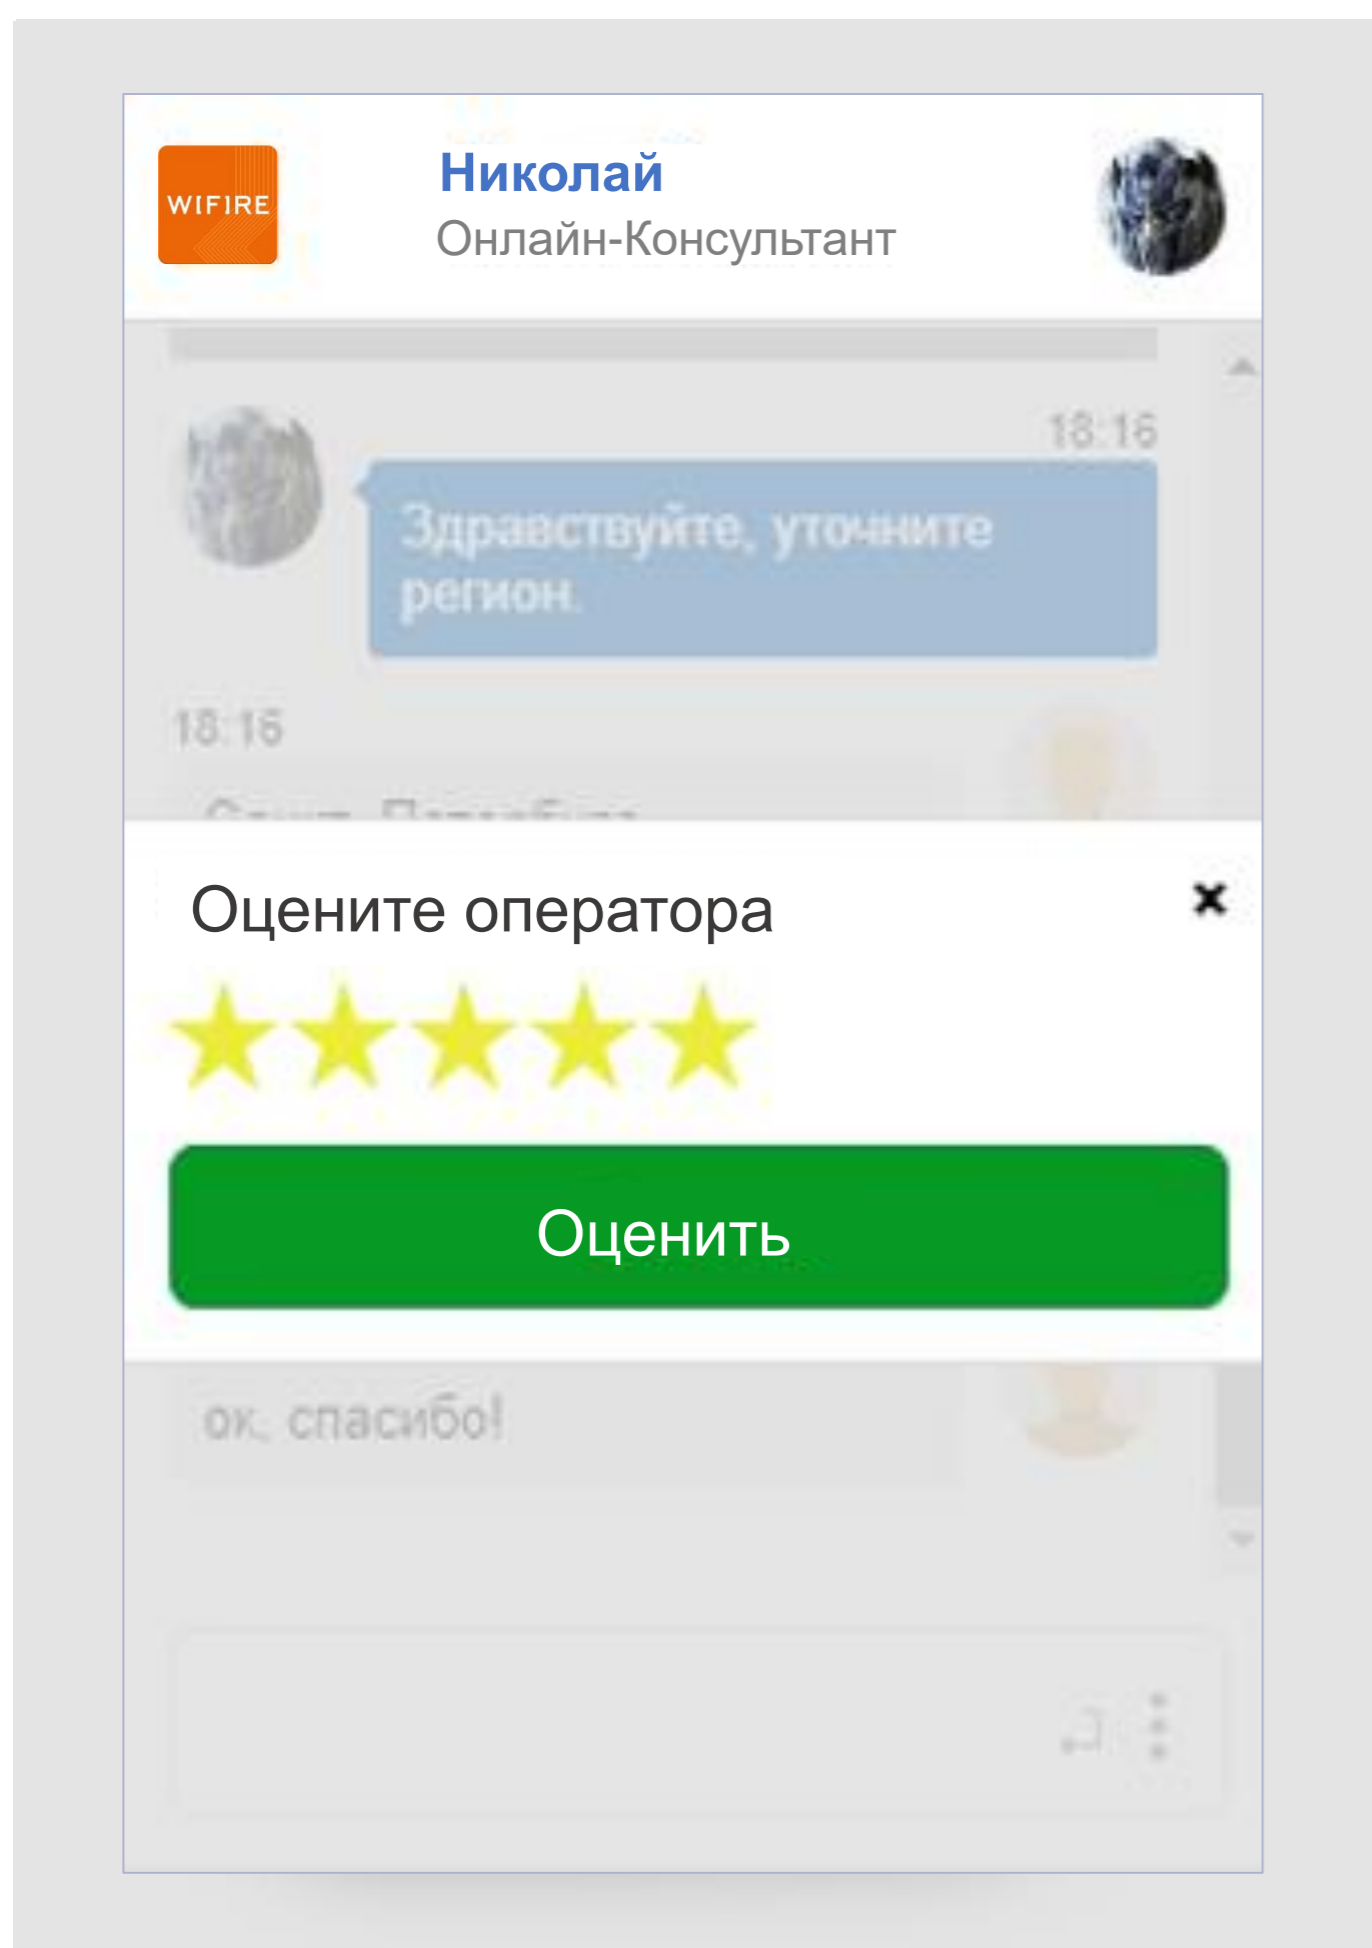 WIFIRE
Николай
Онлайн-Консультант
18:16
Здравствуйте, уточните
регион.
18:16
Оцените оператора
Оценить
ок, спасибо!